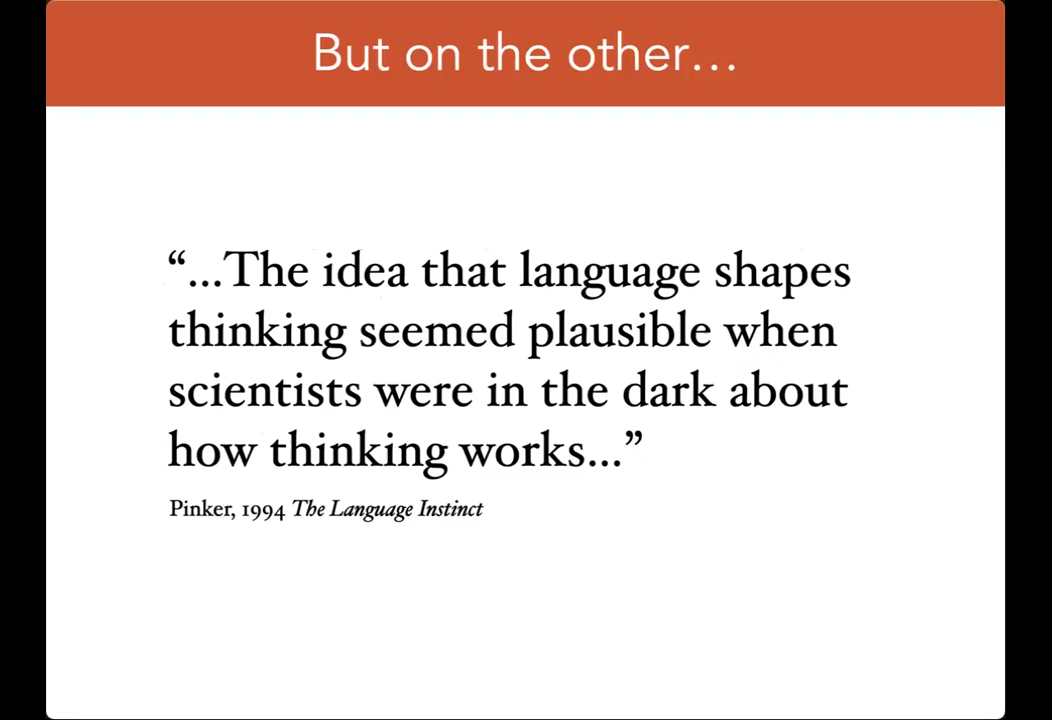 But on the other…
“…The idea that language shapes
thinking seemed plausible when
scientists were in the dark about
how thinking works…”
Pinker, 1994 The Language Instinct